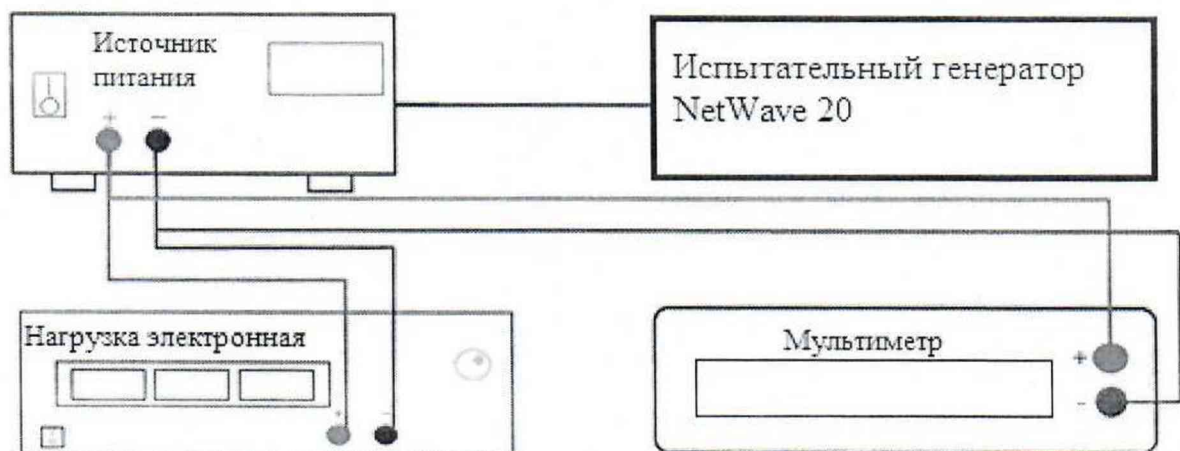 Источник
питания
+ −
Испытательный генератор
NetWave 20
Нагрузка электронная
+ −
Мультиметр
+
-